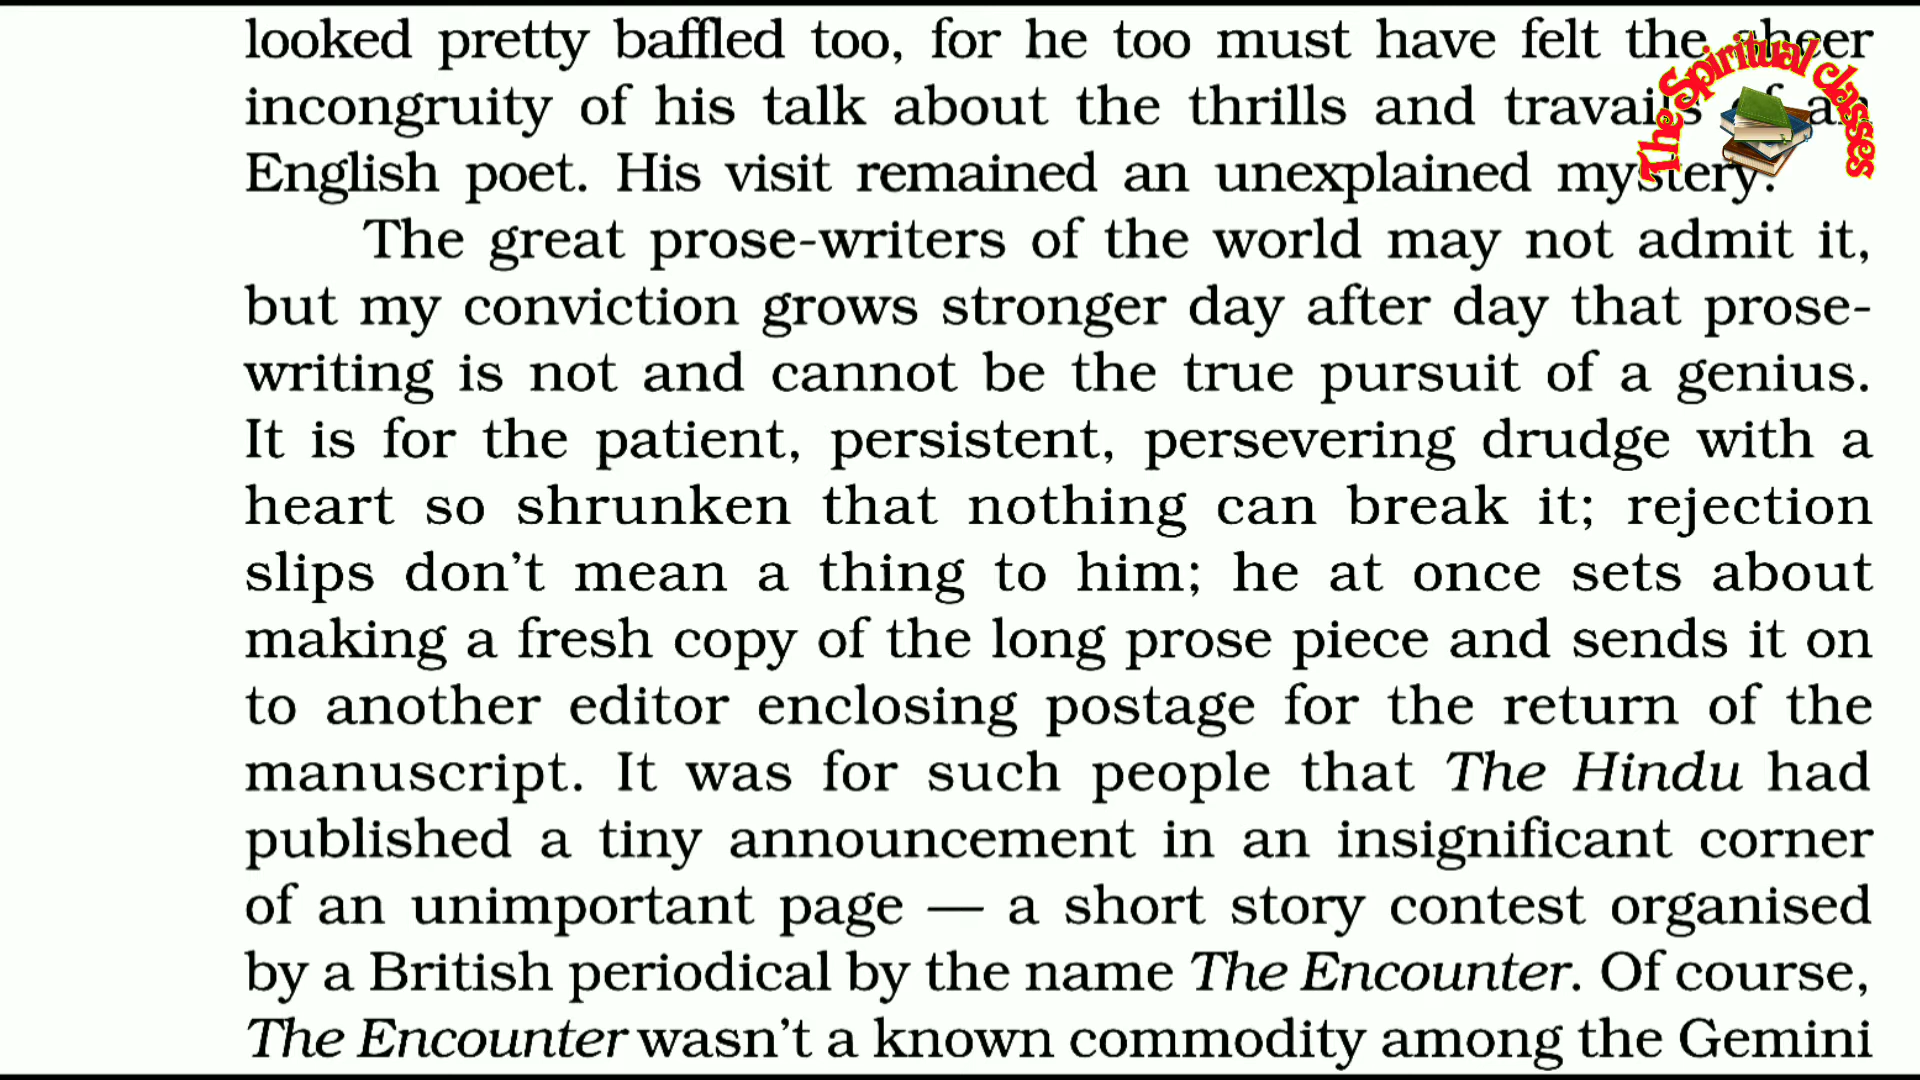 looked pretty baffled too, for he too must have felt the sheer
incongruity of his talk about the thrills and travails of an
English poet. His visit remained an unexplained mystery.
The great prose-writers of the world may not admit it,
but my conviction grows stronger day after day that prose-
writing is not and cannot be the true pursuit of a genius.
It is for the patient, persistent, persevering drudge with a
heart so shrunken that nothing can break it; rejection
slips don't mean a thing to him; he at once sets about
making a fresh copy of the long prose piece and sends it on
to another editor enclosing postage for the return of the
manuscript. It was for such people that The Hindu had
published a tiny announcement in an insignificant corner
of an unimportant page — a short story contest organised
by a British periodical by the name The Encounter. Of course,
The Encounter wasn't a known commodity among the Gemini
The Spiritual classes